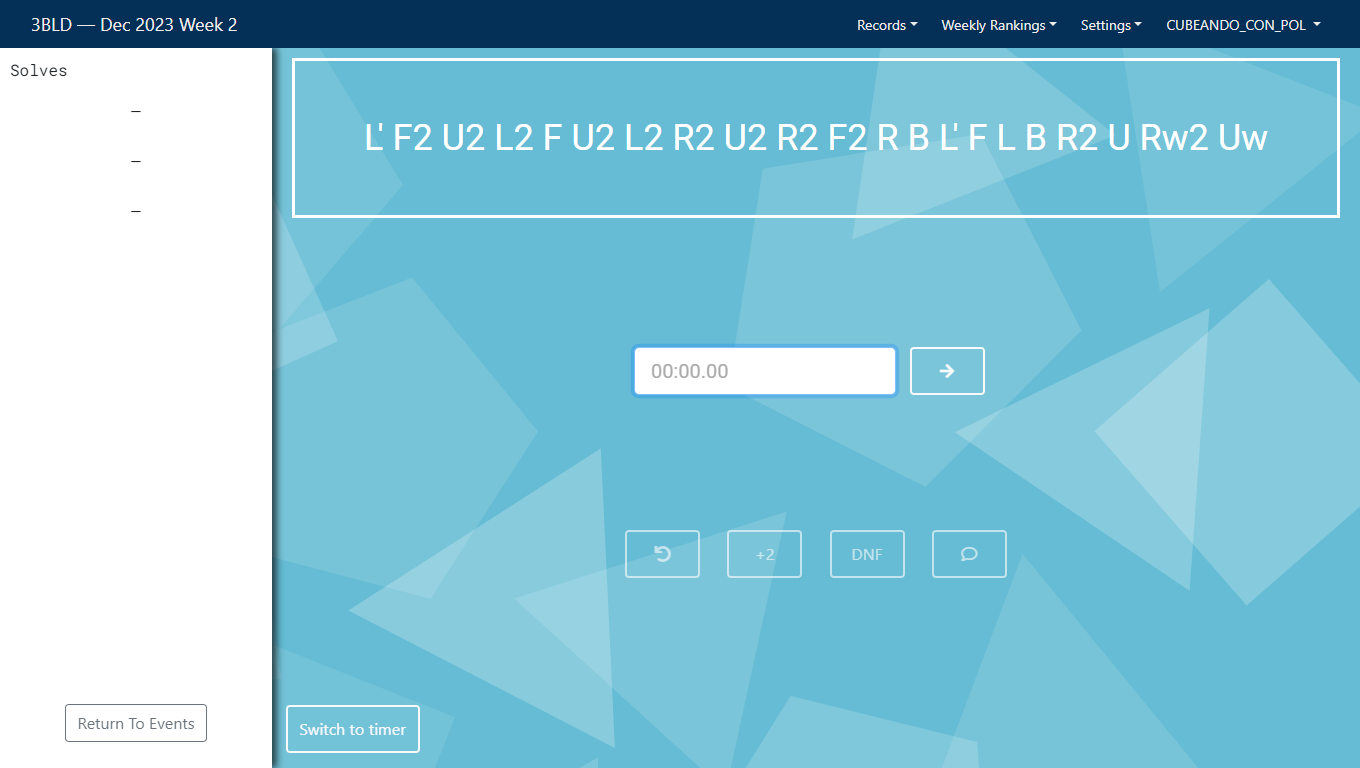 3BLD — Dec 2023 Week 2
Records
Weekly Rankings
Settings
CUBEANDO_CON_POL
Solves
–
–
–
L' F2 U2 L2 F U2 L2 R2 U2 R2 F2 R B L' F L B R2 U Rw2 Uw
00:00.00
+2
DNF
Return To Events
Switch to timer